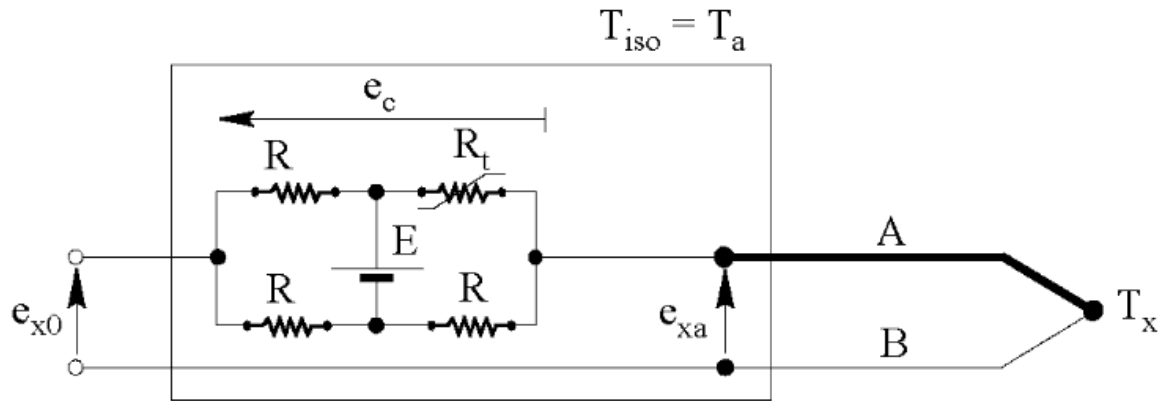 T_iso = T_a
e_c
R R_t
E
R R
e_x0
e_xa
A
B
T_x